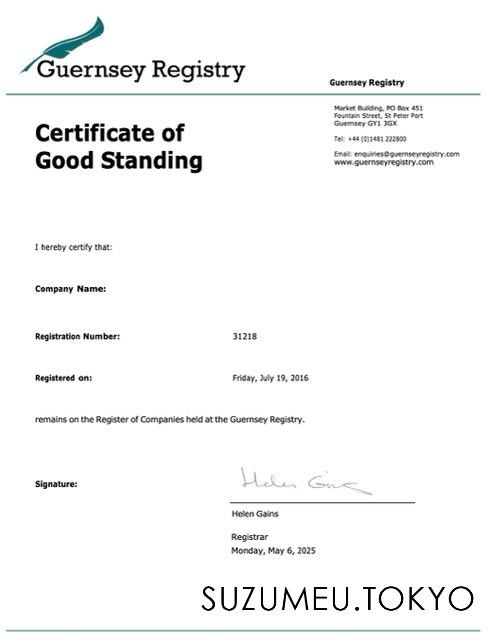 Guernsey Registry
Guernsey Registry
Market Building, PO Box 451
Fountain Street, St Peter Port
Guernsey GY1 3GX
Tel: +44 (0)1481 222800
Email: enquiries@guernseyregistry.com
www.guernseyregistry.com
Certificate of
Good Standing
I hereby certify that:
Company Name:
Registration Number: 31218
Registered on: Friday, July 19, 2016
remains on the Register of Companies held at the Guernsey Registry.
Signature: Helen Gains
Helen Gains
Registrar
Monday, May 6, 2025
SUZUMEU.TOKYO